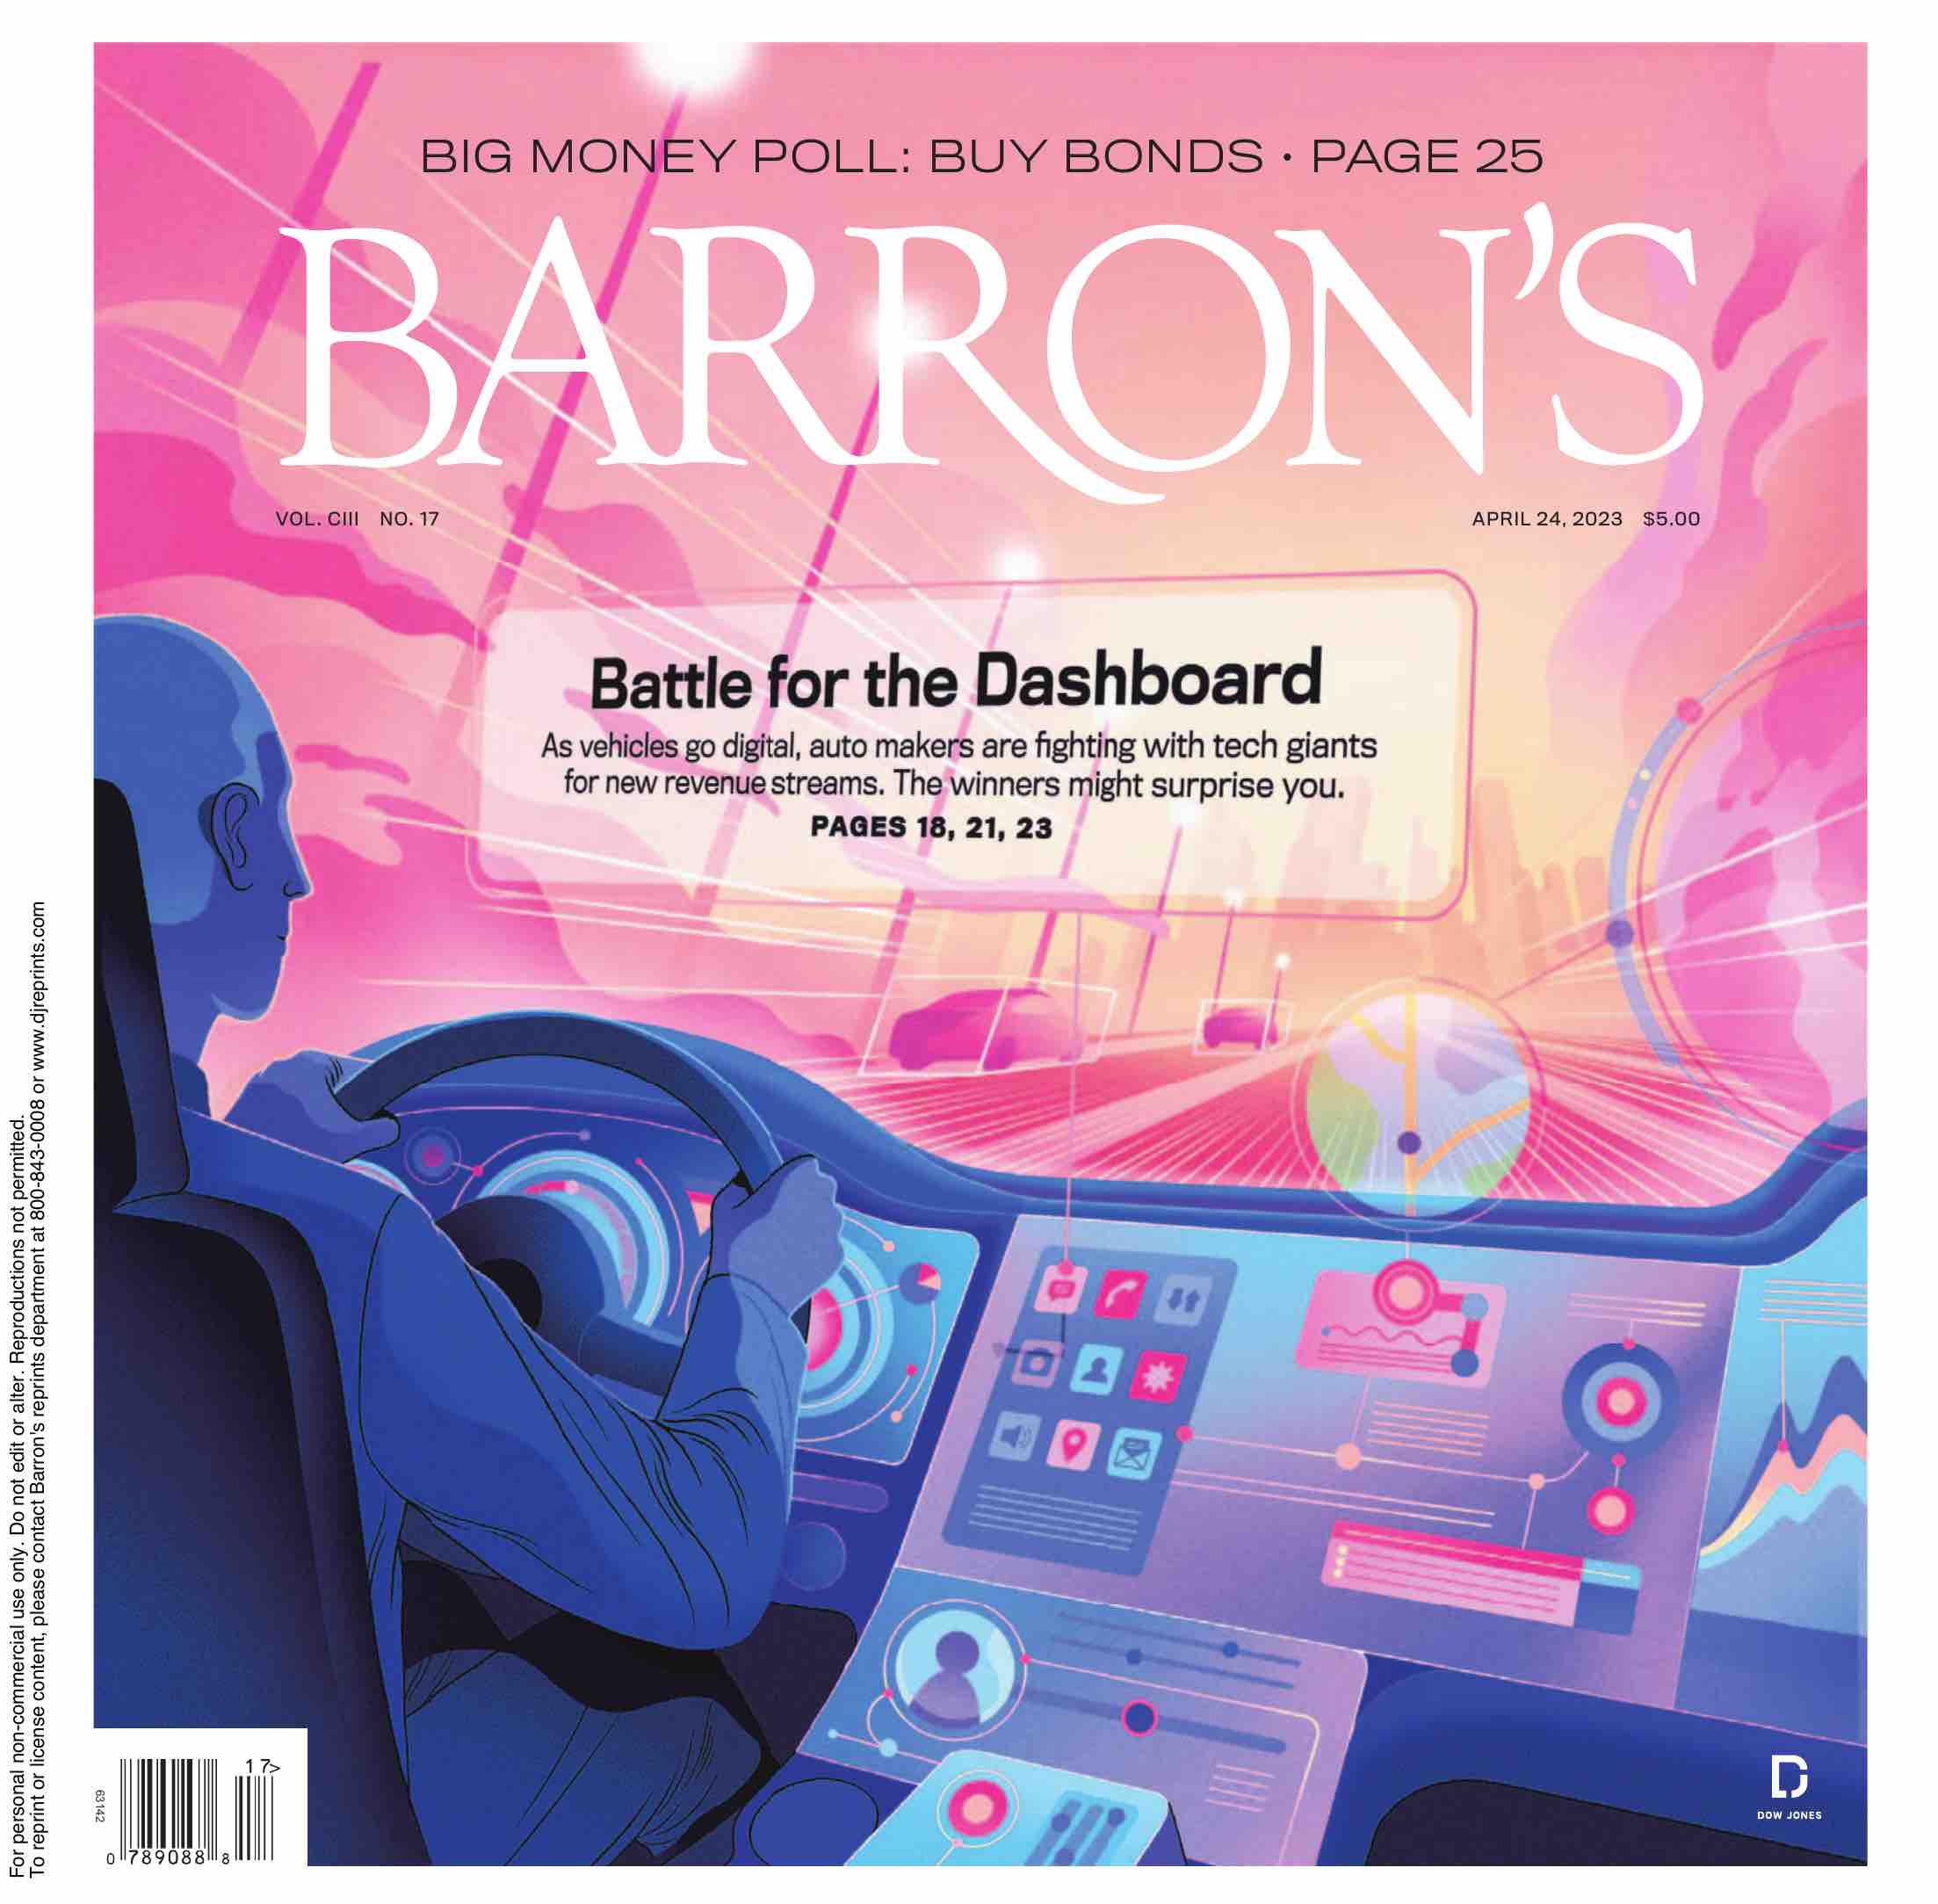 BIG MONEY POLL: BUY BONDS • PAGE 25
BARRON'S
VOL. CIII NO. 17
APRIL 24, 2023 $5.00
Battle for the Dashboard
As vehicles go digital, auto makers are fighting with tech giants
for new revenue streams. The winners might surprise you.
PAGES 18, 21, 23
For personal non-commercial use only. Do not edit or alter. Reproductions not permitted.
To reprint or license content, please contact Barron's reprints department at 800-843-0008 or www.djreprints.com
63142
17>
0 789088 8
D
DOW JONES